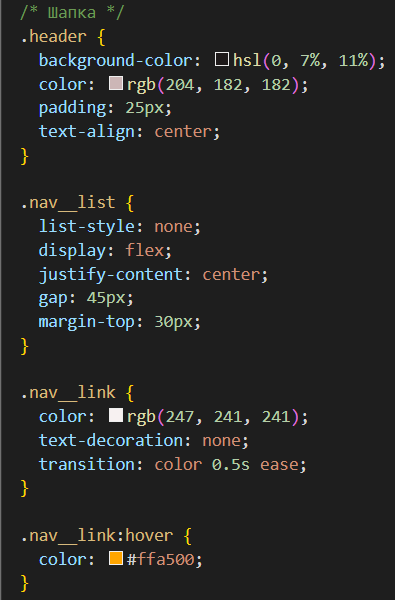 /* Шапка */
.header {
  background-color: hsl(0, 7%, 11%);
  color: rgb(204, 182, 182);
  padding: 25px;
  text-align: center;
}

.nav__list {
  list-style: none;
  display: flex;
  justify-content: center;
  gap: 45px;
  margin-top: 30px;
}

.nav__link {
  color: rgb(247, 241, 241);
  text-decoration: none;
  transition: color 0.5s ease;
}

.nav__link:hover {
  color: #ffa500;
}